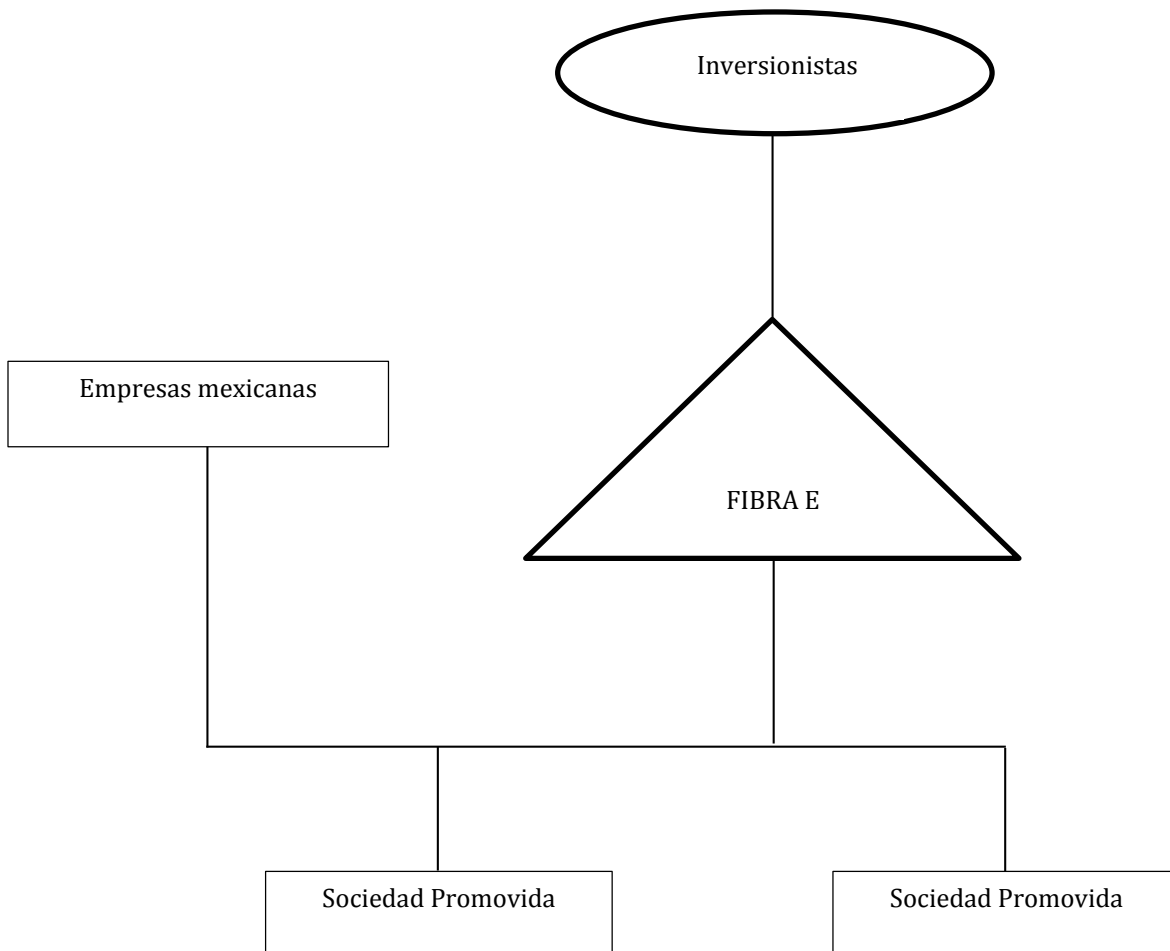 Inversionistas
Empresas mexicanas
FIBRA E
Sociedad Promovida
Sociedad Promovida